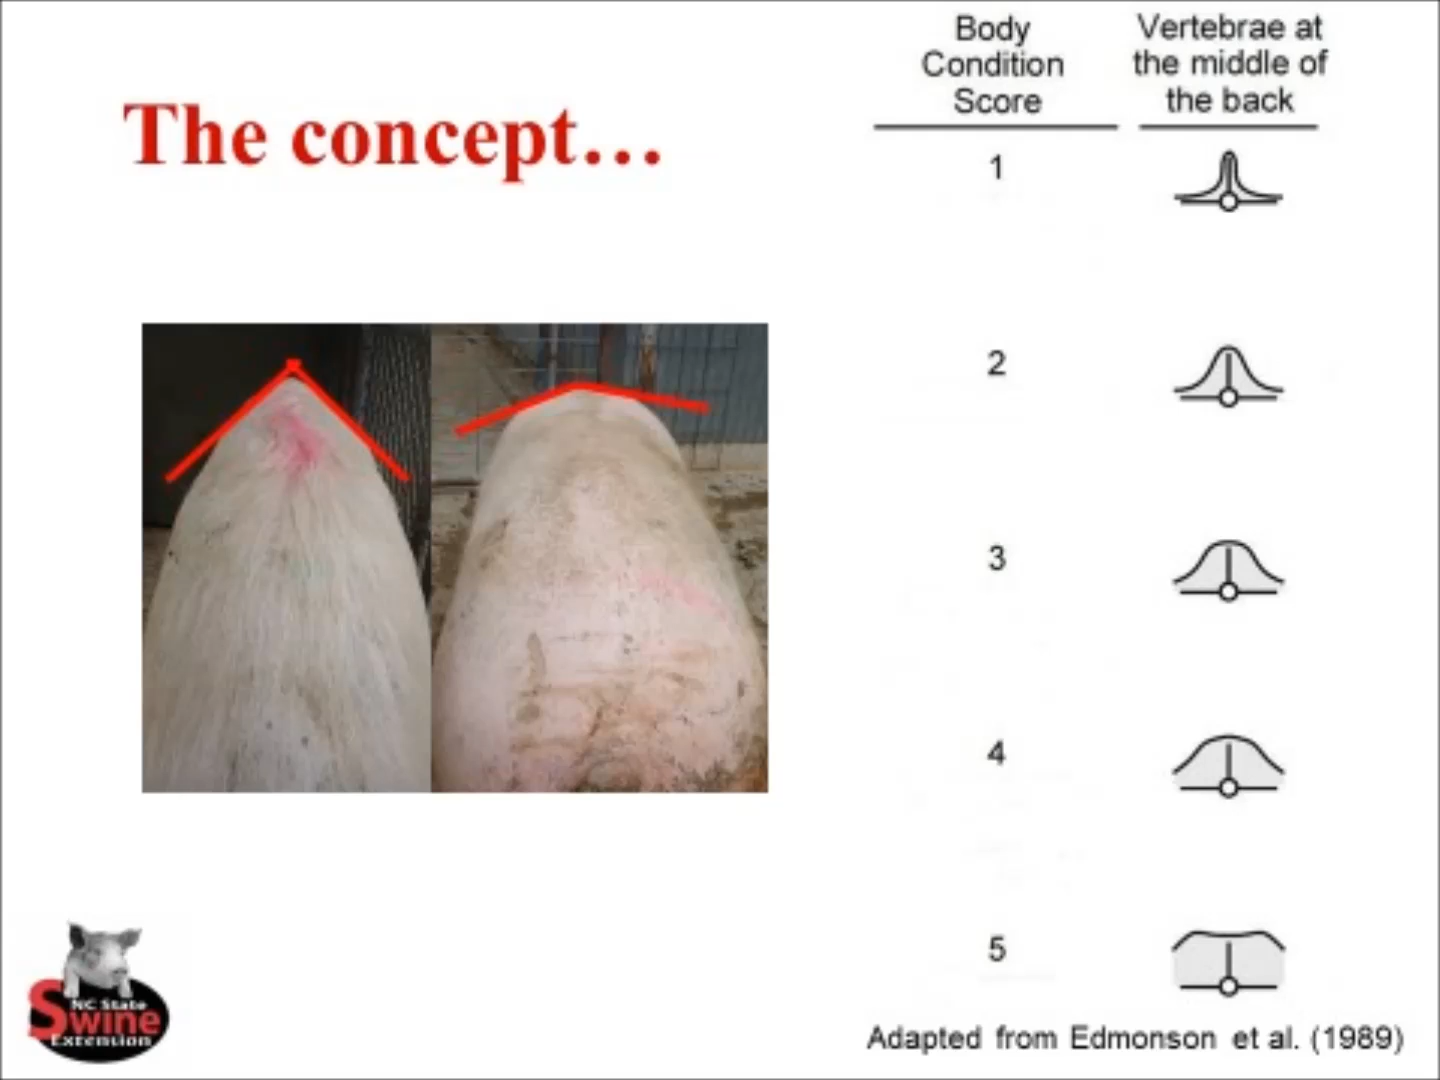 The concept...
Body
Condition
Score
Vertebrae at
the middle of
the back
1
2
3
4
5
Adapted from Edmonson et al. (1989)
NC State
Swine
Extension